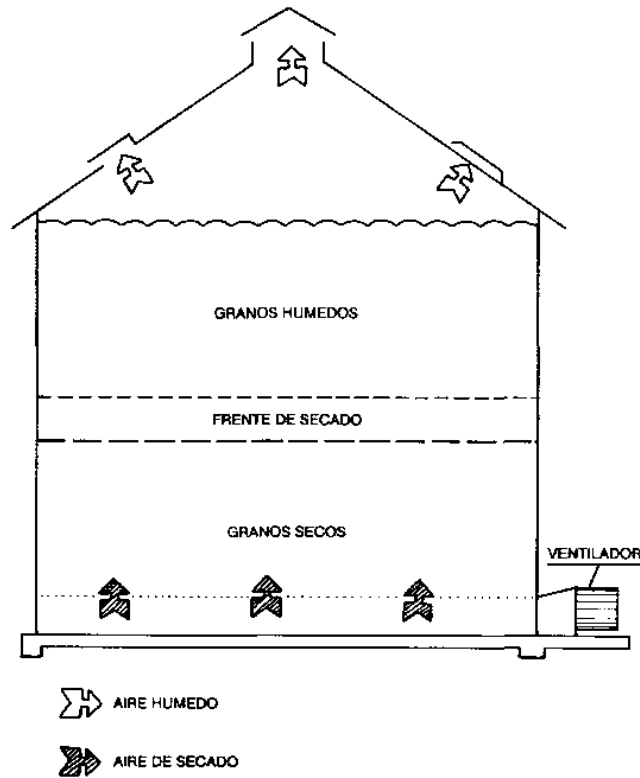 GRANOS HUMEDOS
FRENTE DE SECADO
GRANOS SECOS
VENTILADOR
AIRE HUMEDO
AIRE DE SECADO